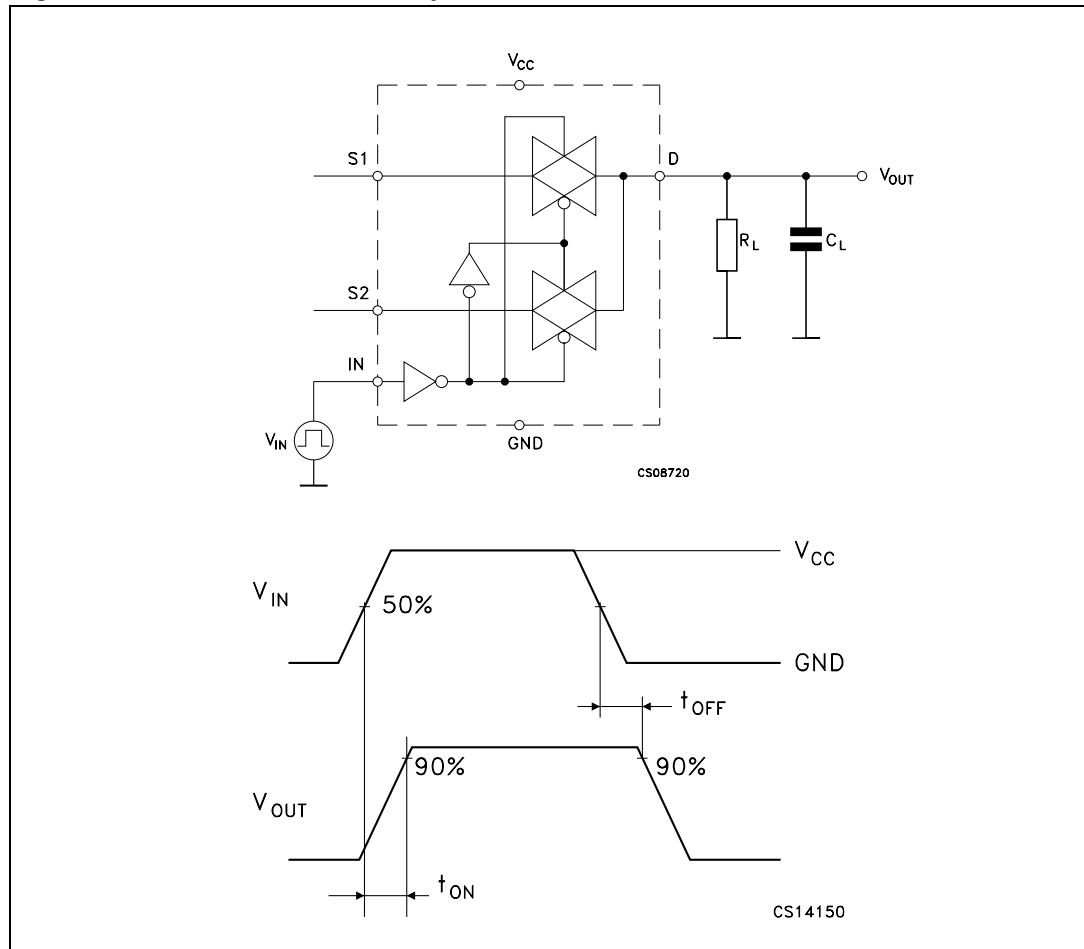 VCC
S1
D
VOUT
RL
CL
S2
IN
VIN
GND
CS08720
VCC
VIN
50%
GND
tOFF
90%
90%
VOUT
tON
CS14150